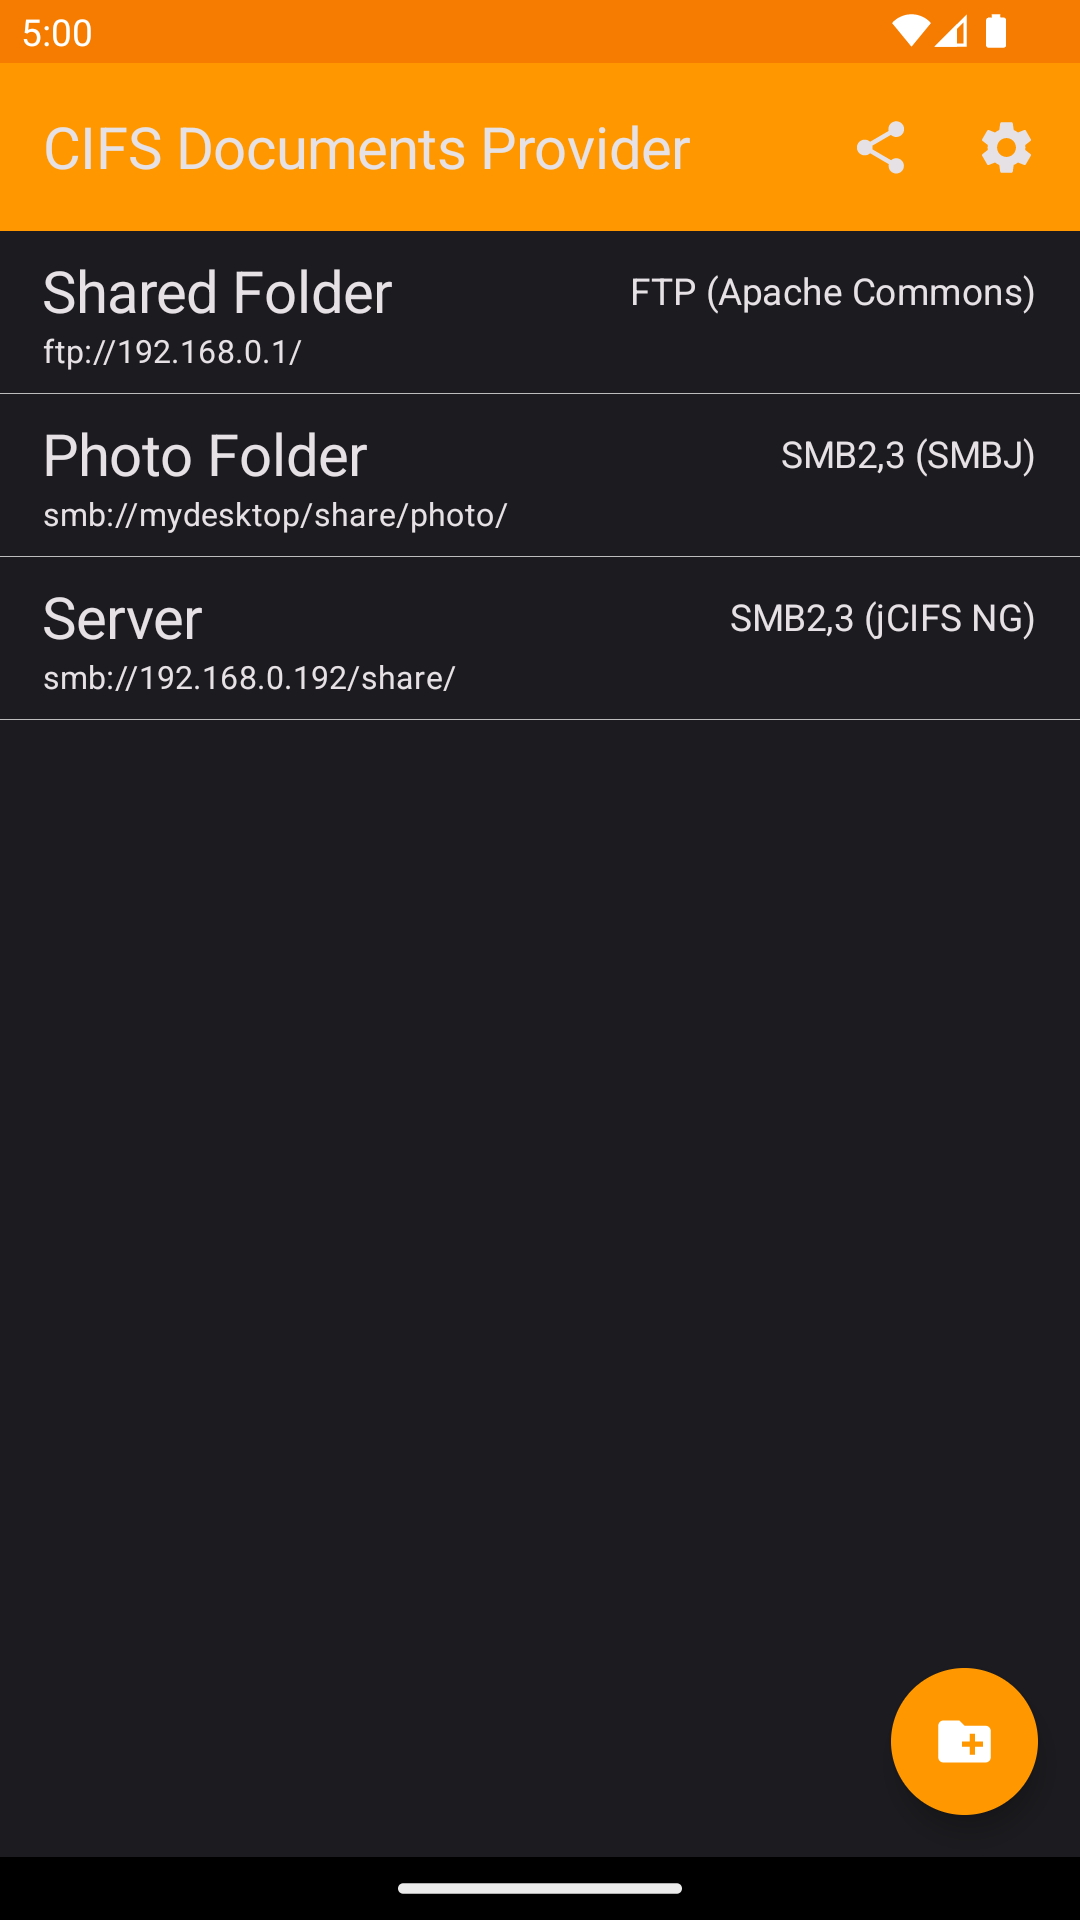 5:00
CIFS Documents Provider
Shared Folder
FTP (Apache Commons)
ftp://192.168.0.1/
Photo Folder
SMB2,3 (SMBJ)
smb://mydesktop/share/photo/
Server
SMB2,3 (jCIFS NG)
smb://192.168.0.192/share/